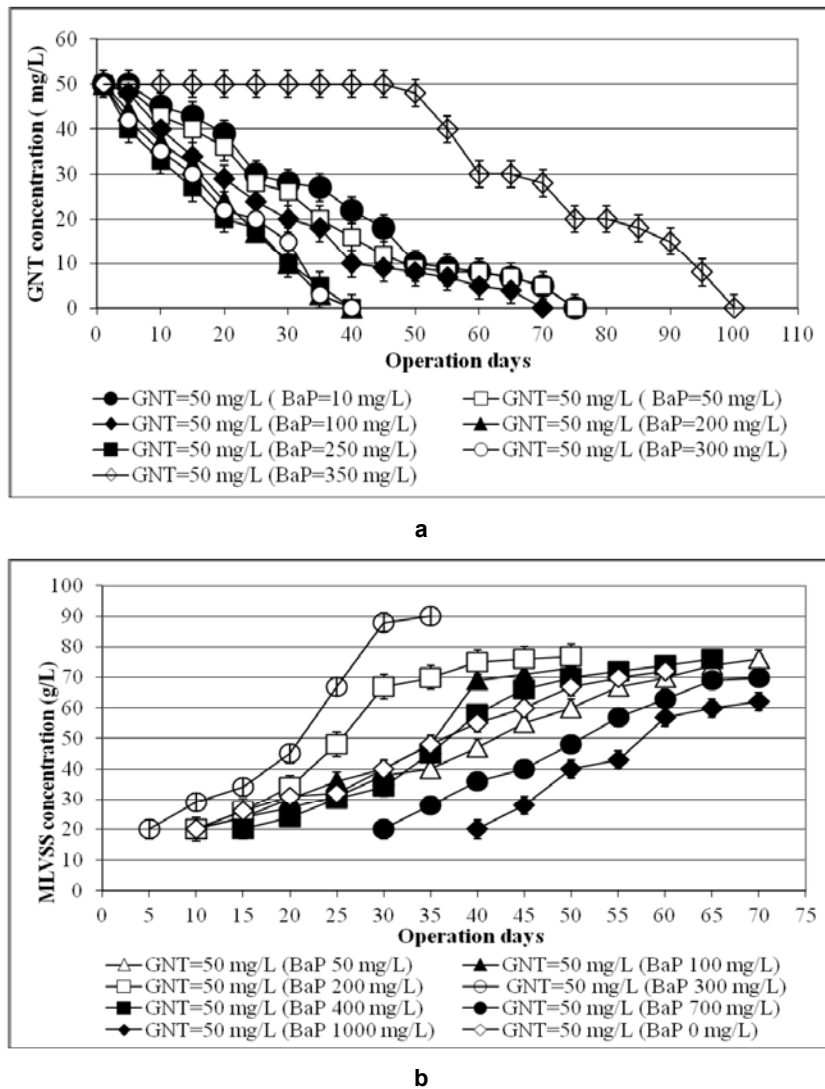 60
50
40
30
20
10
0
GNT concentration ( mg/L)
0 10 20 30 40 50 60 70 80 90 100 110
Operation days
GNT=50 mg/L ( BaP=10 mg/L) GNT=50 mg/L ( BaP=50 mg/L)
GNT=50 mg/L (BaP=100 mg/L) GNT=50 mg/L (BaP=200 mg/L)
GNT=50 mg/L (BaP=250 mg/L) GNT=50 mg/L (BaP=300 mg/L)
GNT=50 mg/L (BaP=350 mg/L)
a
100
90
80
70
60
50
40
30
20
10
0
MLVSS concentration (g/L)
0 5 10 15 20 25 30 35 40 45 50 55 60 65 70 75
Operation days
GNT=50 mg/L (BaP 50 mg/L) GNT=50 mg/L (BaP 100 mg/L)
GNT=50 mg/L (BaP 200 mg/L) GNT=50 mg/L (BaP 300 mg/L)
GNT=50 mg/L (BaP 400 mg/L) GNT=50 mg/L (BaP 700 mg/L)
GNT=50 mg/L (BaP 1000 mg/L) GNT=50 mg/L (BaP 0 mg/L)
b